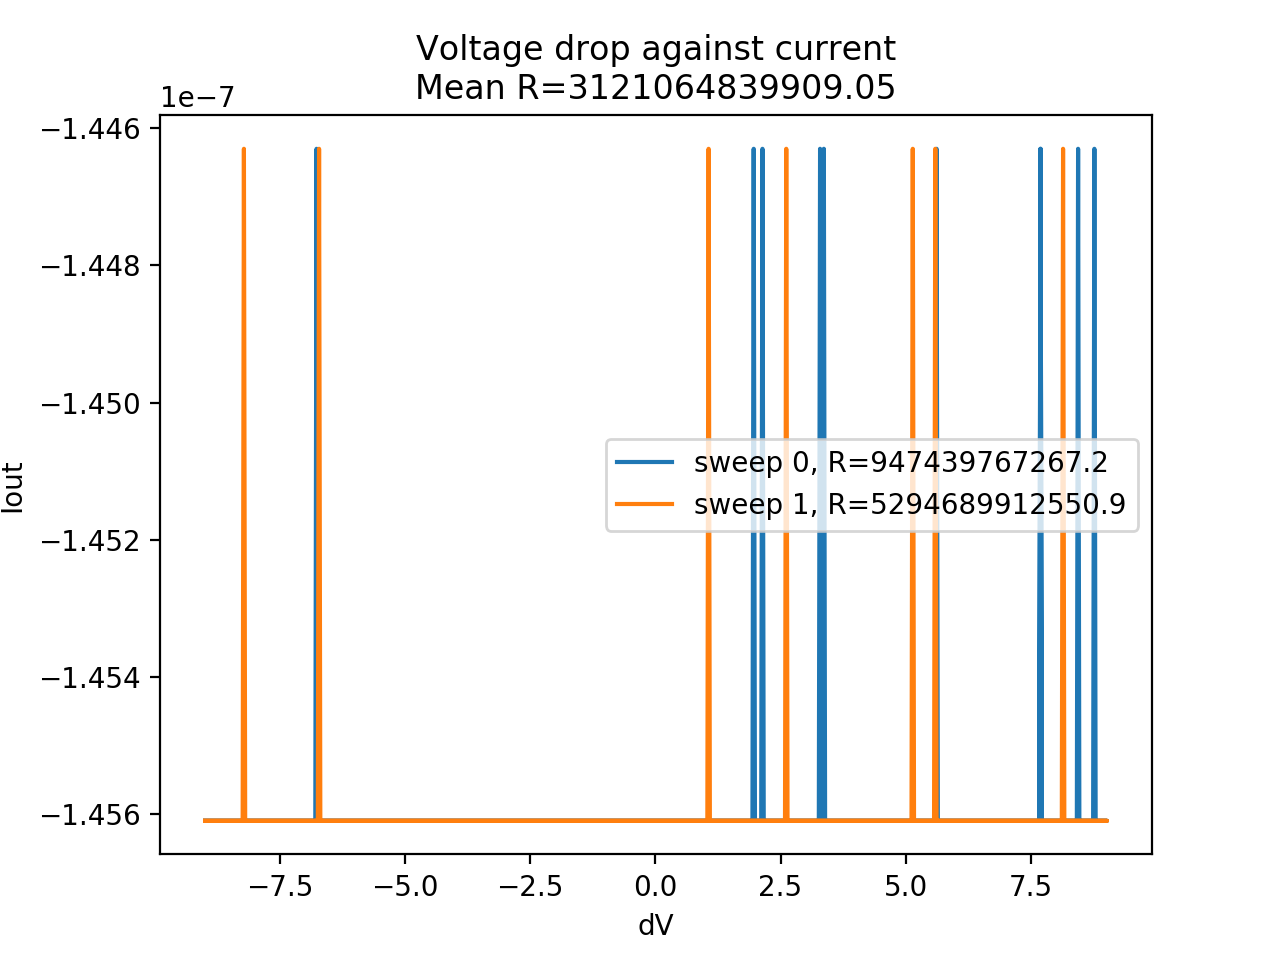 Voltage drop against current
Mean R=3121064839909.05
1e−7
−1.446
−1.448
−1.450
−1.452
−1.454
−1.456
Iout
sweep 0, R=947439767267.2
sweep 1, R=5294689912550.9
−7.5
−5.0
−2.5
0.0
2.5
5.0
7.5
dV